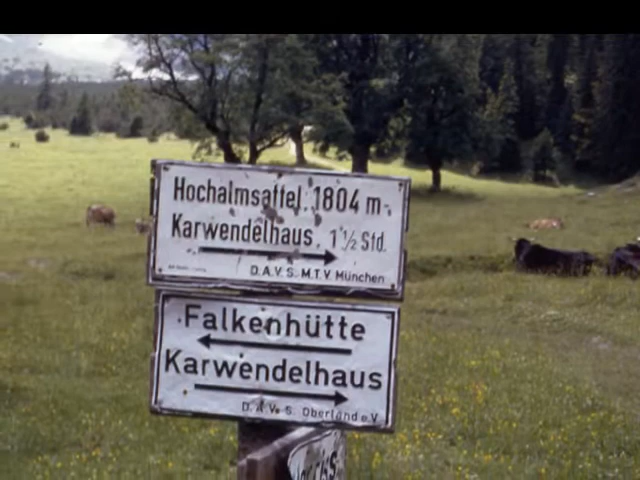 Hochalmsattel. 1804 m.
Karwendelhaus. 1½ Std.
D.A.V.S. M.T.V. München
Falkenhütte
Karwendelhaus
D.A.V. S. Oberland e.V.